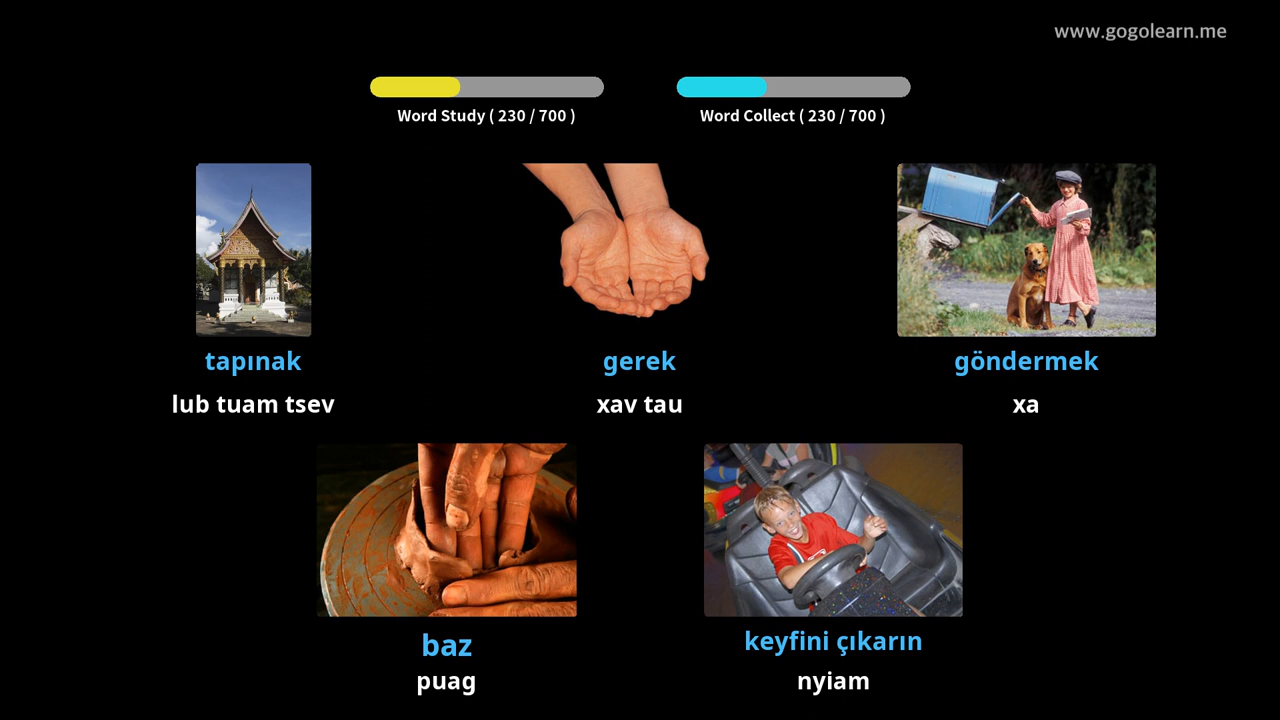 www.gogolearn.me
Word Study ( 230 / 700 )
Word Collect ( 230 / 700 )
tapınak
gerek
göndermek
lub tuam tsev
xav tau
xa
baz
keyfini çıkarın
puag
nyiam